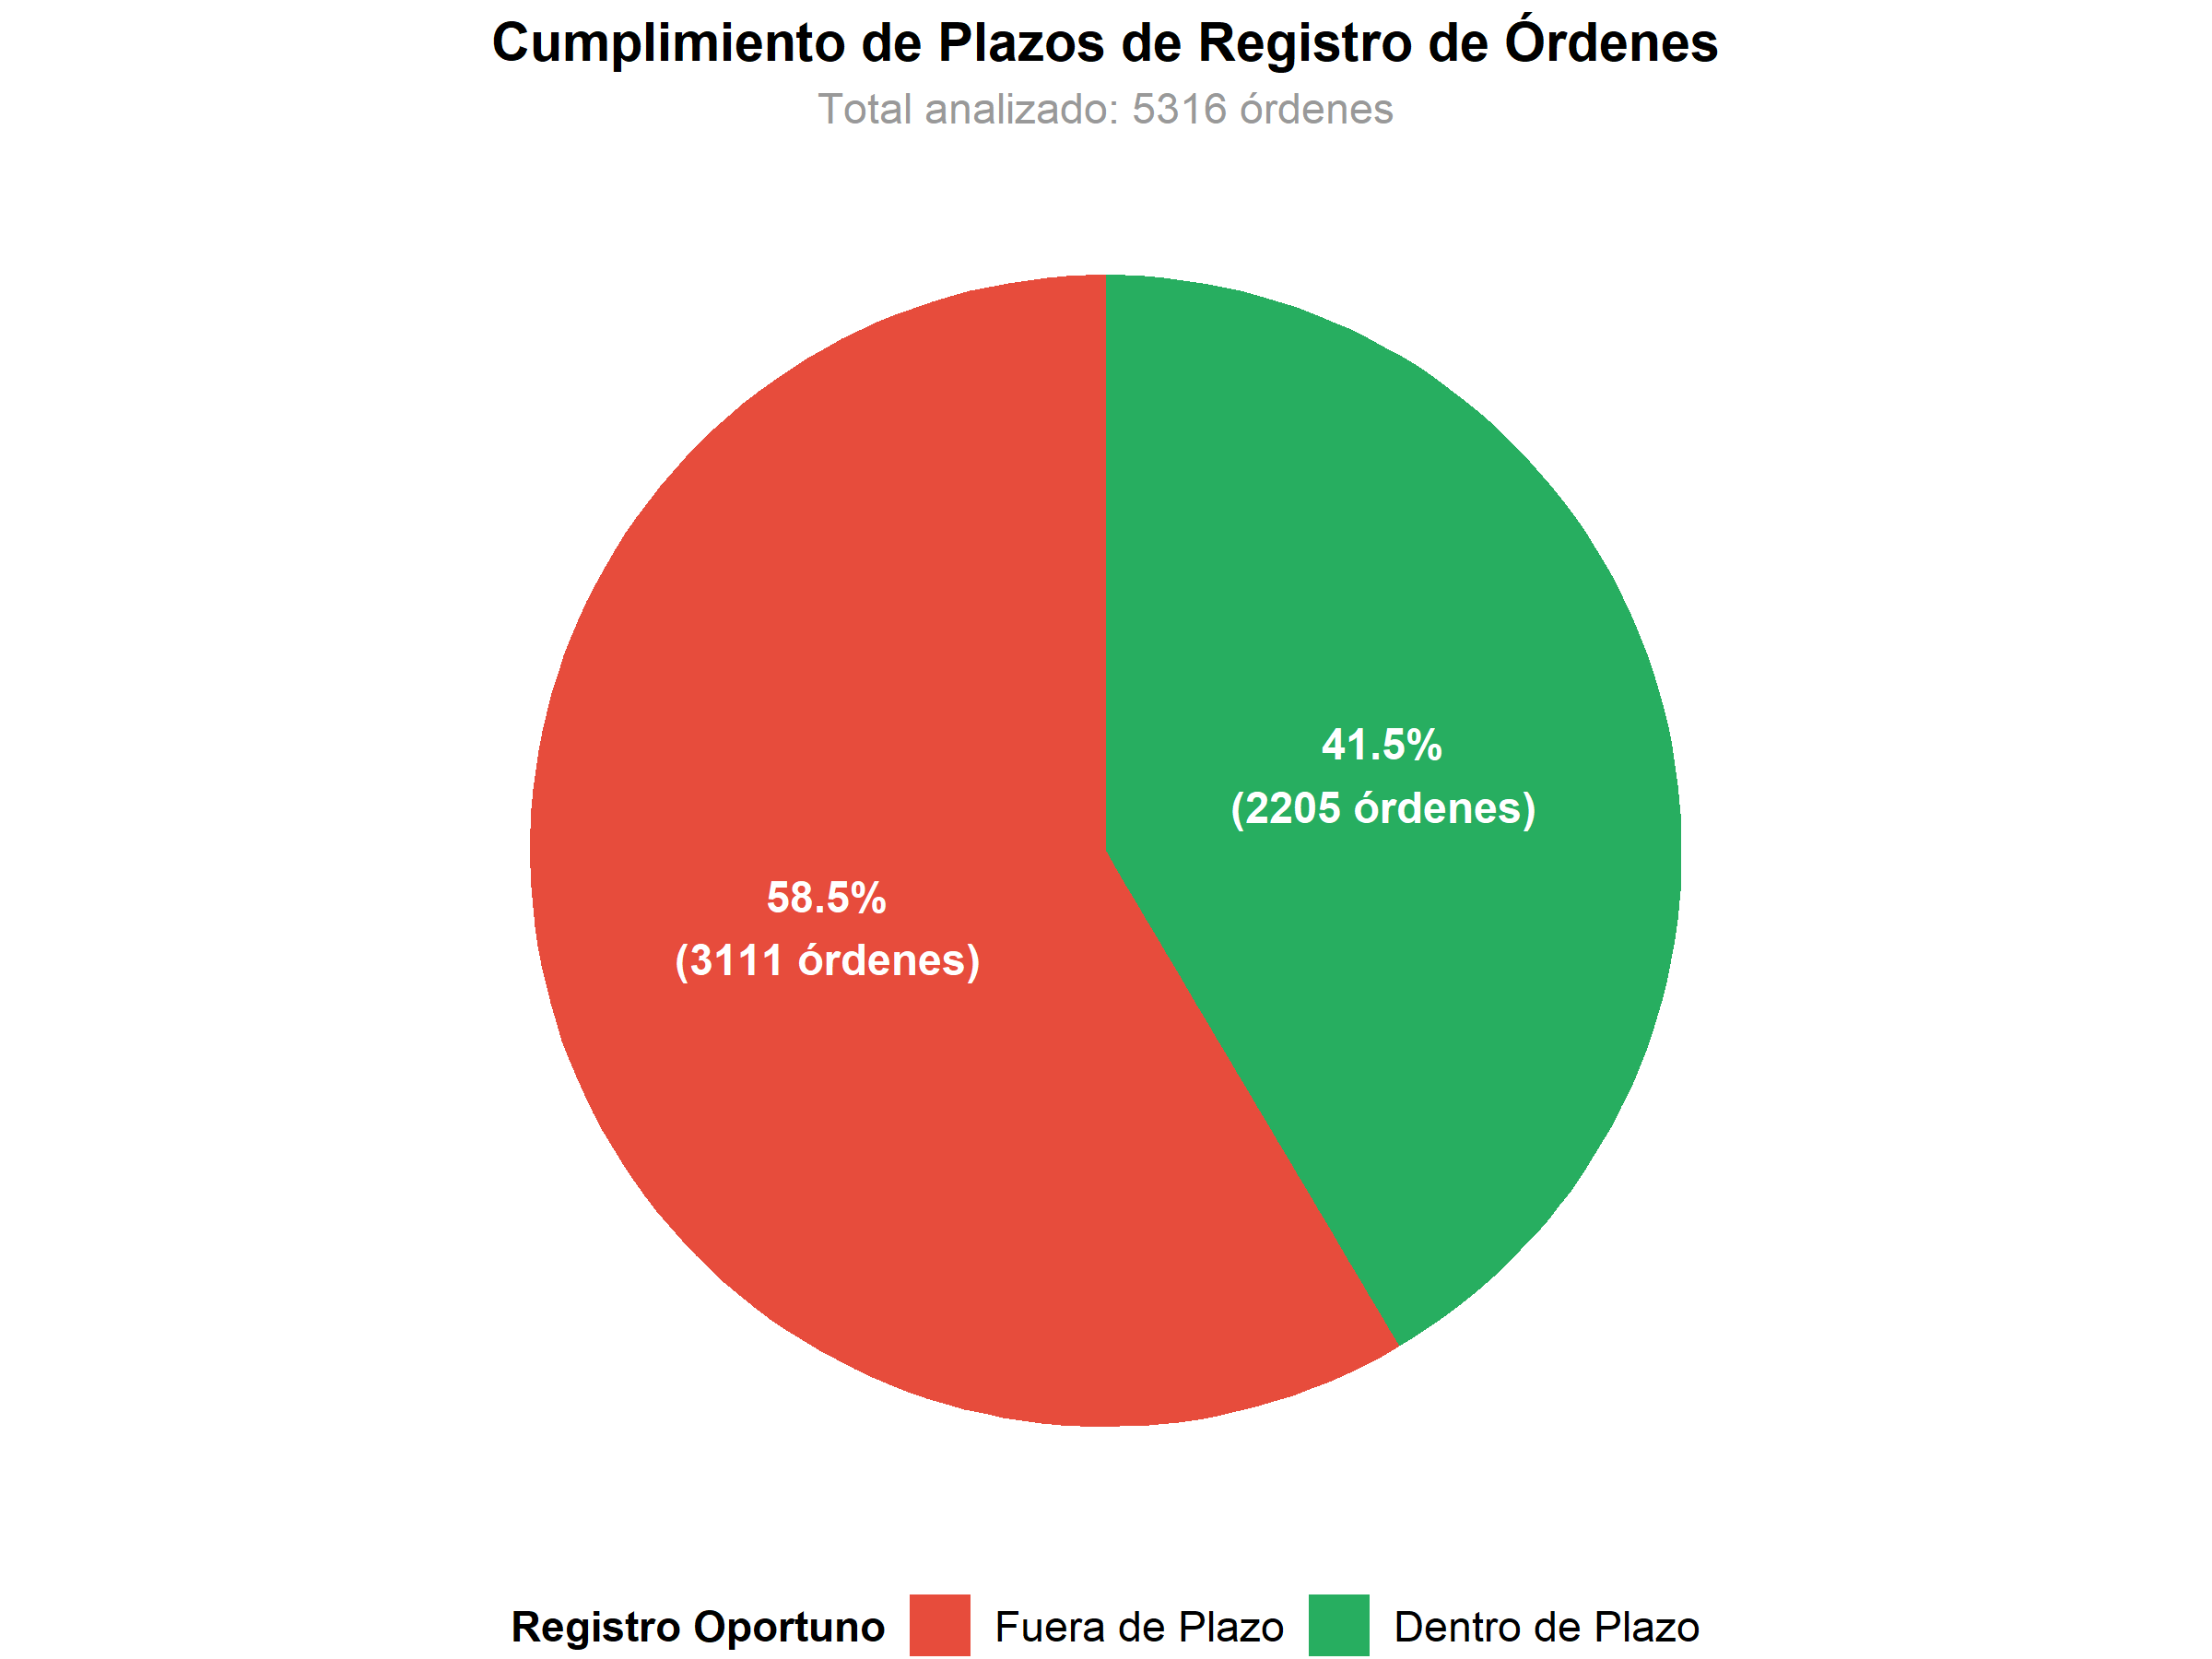 Cumplimiento de Plazos de Registro de Órdenes
Total analizado: 5316 órdenes
41.5%
(2205 órdenes)
58.5%
(3111 órdenes)
Registro Oportuno Fuera de Plazo Dentro de Plazo